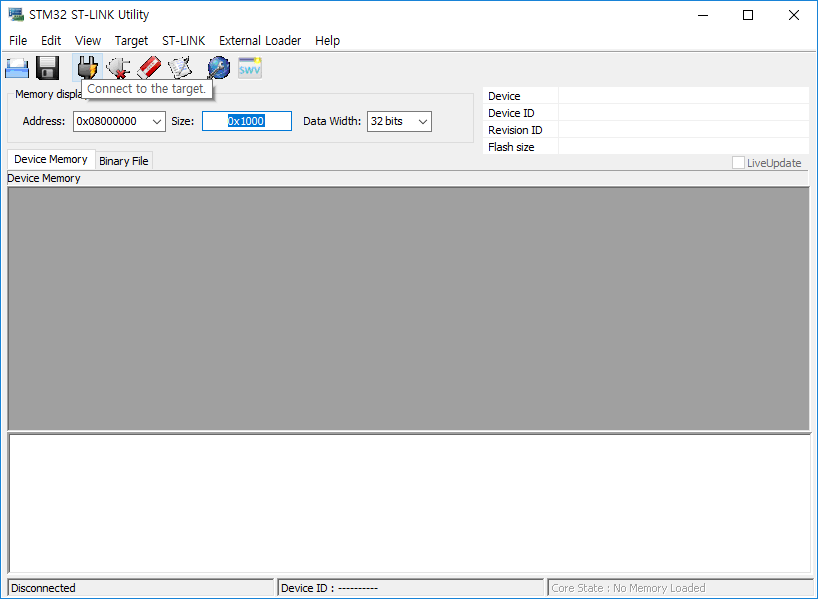 STM32 ST-LINK Utility
File Edit View Target ST-LINK External Loader Help
SWV
Connect to the target.
Memory displa
Address: 0x08000000 Size: 0x1000 Data Width: 32 bits
Device
Device ID
Revision ID
Flash size
LiveUpdate
Device Memory Binary File
Device Memory
Disconnected Device ID : ---------- Core State : No Memory Loaded